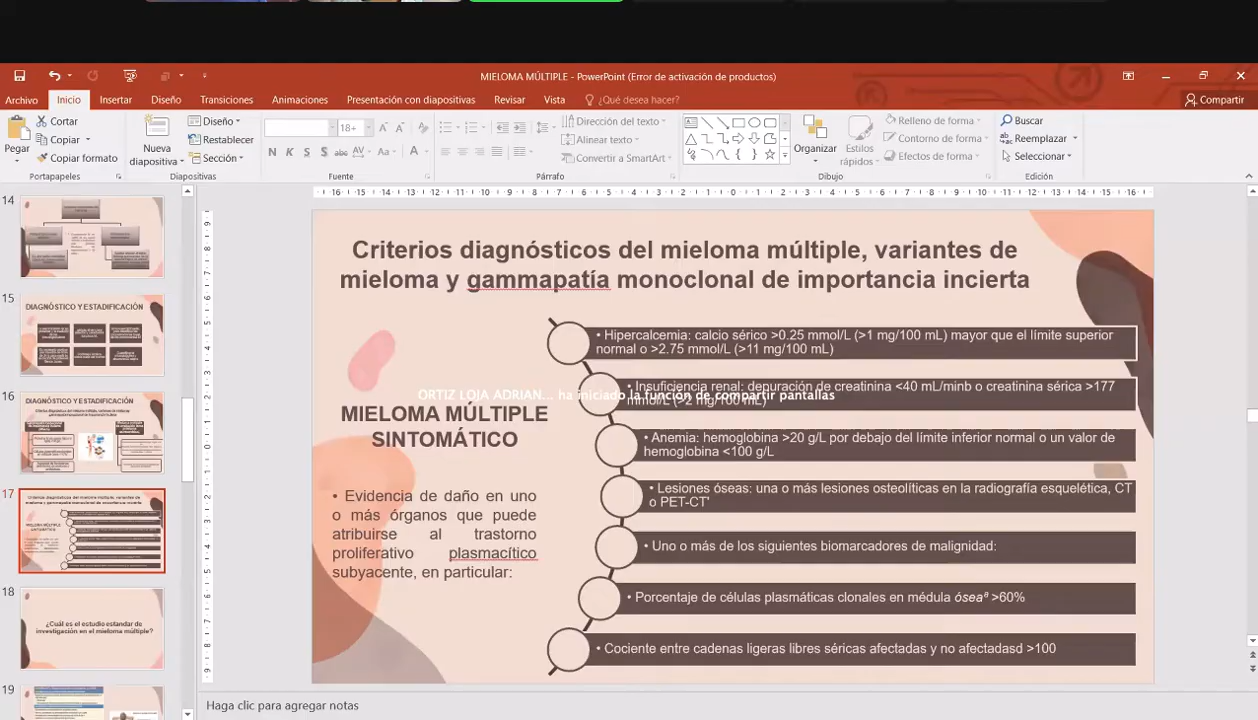 MIELOMA MÚLTIPLE - PowerPoint (Error de activación de productos)
Archivo Inicio Insertar Diseño Transiciones Animaciones Presentación con diapositivas Revisar Vista ¿Qué desea hacer? Compartir
Pegar
Cortar
Copiar
Copiar formato
Portapapeles
Nueva
diapositiva
Diseño
Restablecer
Sección
Diapositivas
18+
N K S S abc AV Aa A
Fuente
Dirección del texto
Alinear texto
Convertir a SmartArt
Párrafo
Organizar
Estilos
rápidos
Relleno de forma
Contorno de forma
Efectos de forma
Dibujo
Buscar
Reemplazar
Seleccionar
Edición
14
15
DIAGNÓSTICO Y ESTADIFICACIÓN
16
DIAGNÓSTICO Y ESTADIFICACIÓN
17
18
¿Cuál es el estudio estandar de
investigación en el mieloma múltiple?
19
Criterios diagnósticos del mieloma múltiple, variantes de
mieloma y gammapatía monoclonal de importancia incierta
MIELOMA MÚLTIPLE
SINTOMÁTICO
• Evidencia de daño en uno
o más órganos que puede
atribuirse al trastorno
proliferativo plasmacítico
subyacente, en particular:
• Hipercalcemia: calcio sérico >0.25 mmol/L (>1 mg/100 mL) mayor que el límite superior
normal o >2.75 mmol/L (>11 mg/100 mL)
• Insuficiencia renal: depuración de creatinina <40 mL/minb o creatinina sérica >177
mmol/L (>2 mg/100 mL)
ORTIZ LOJA ADRIAN... ha iniciado la función de compartir pantallas
• Anemia: hemoglobina >20 g/L por debajo del límite inferior normal o un valor de
hemoglobina <100 g/L
• Lesiones óseas: una o más lesiones osteolíticas en la radiografía esquelética, CT
o PET-CT'
• Uno o más de los siguientes biomarcadores de malignidad:
• Porcentaje de células plasmáticas clonales en médula óseaª >60%
• Cociente entre cadenas ligeras libres séricas afectadas y no afectadasd >100
Haga clic para agregar notas